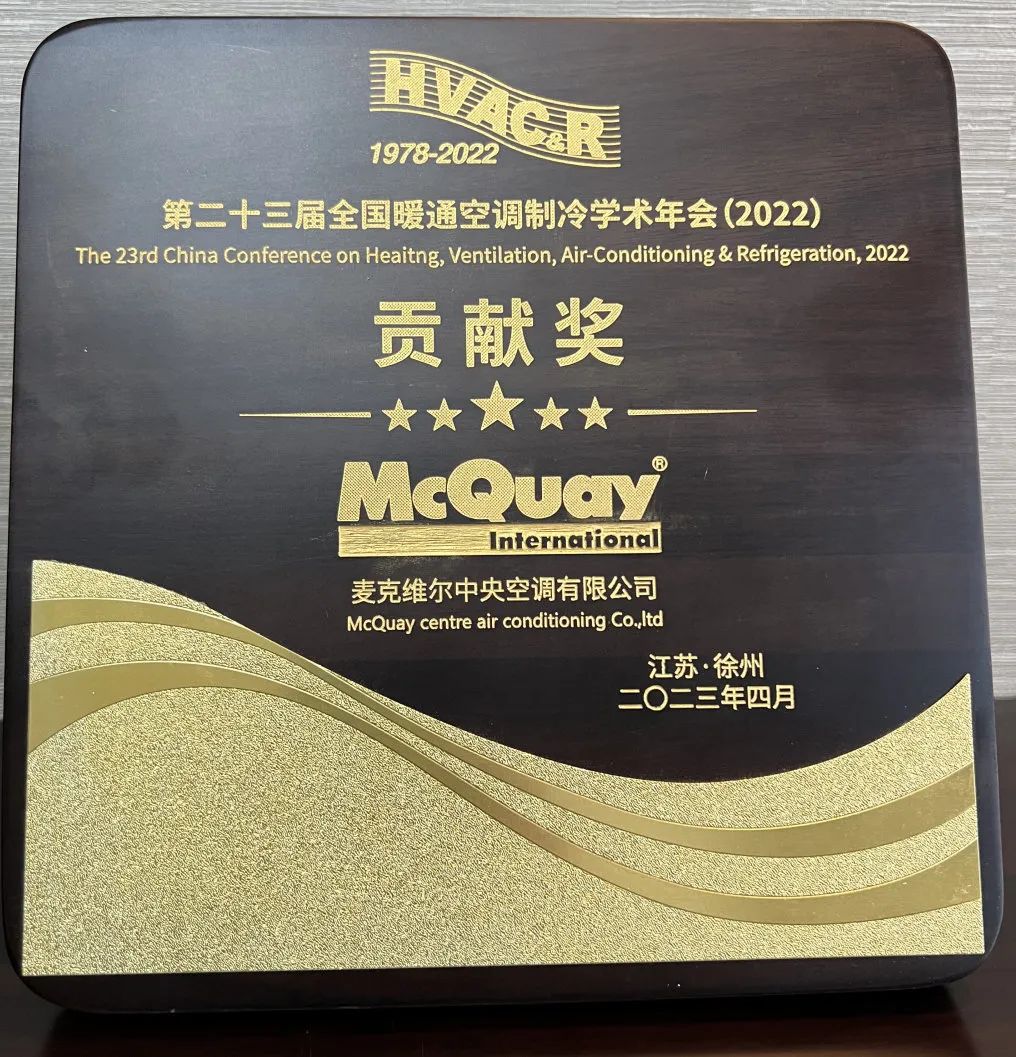 HVAC&R
1978-2022
第二十三届全国暖通空调制冷学术年会(2022)
The 23rd China Conference on Heaitng, Ventilation, Air-Conditioning & Refrigeration, 2022
贡献奖
McQuay®
International
麦克维尔中央空调有限公司
McQuay centre air conditioning Co.,ltd
江苏·徐州
二〇二三年四月